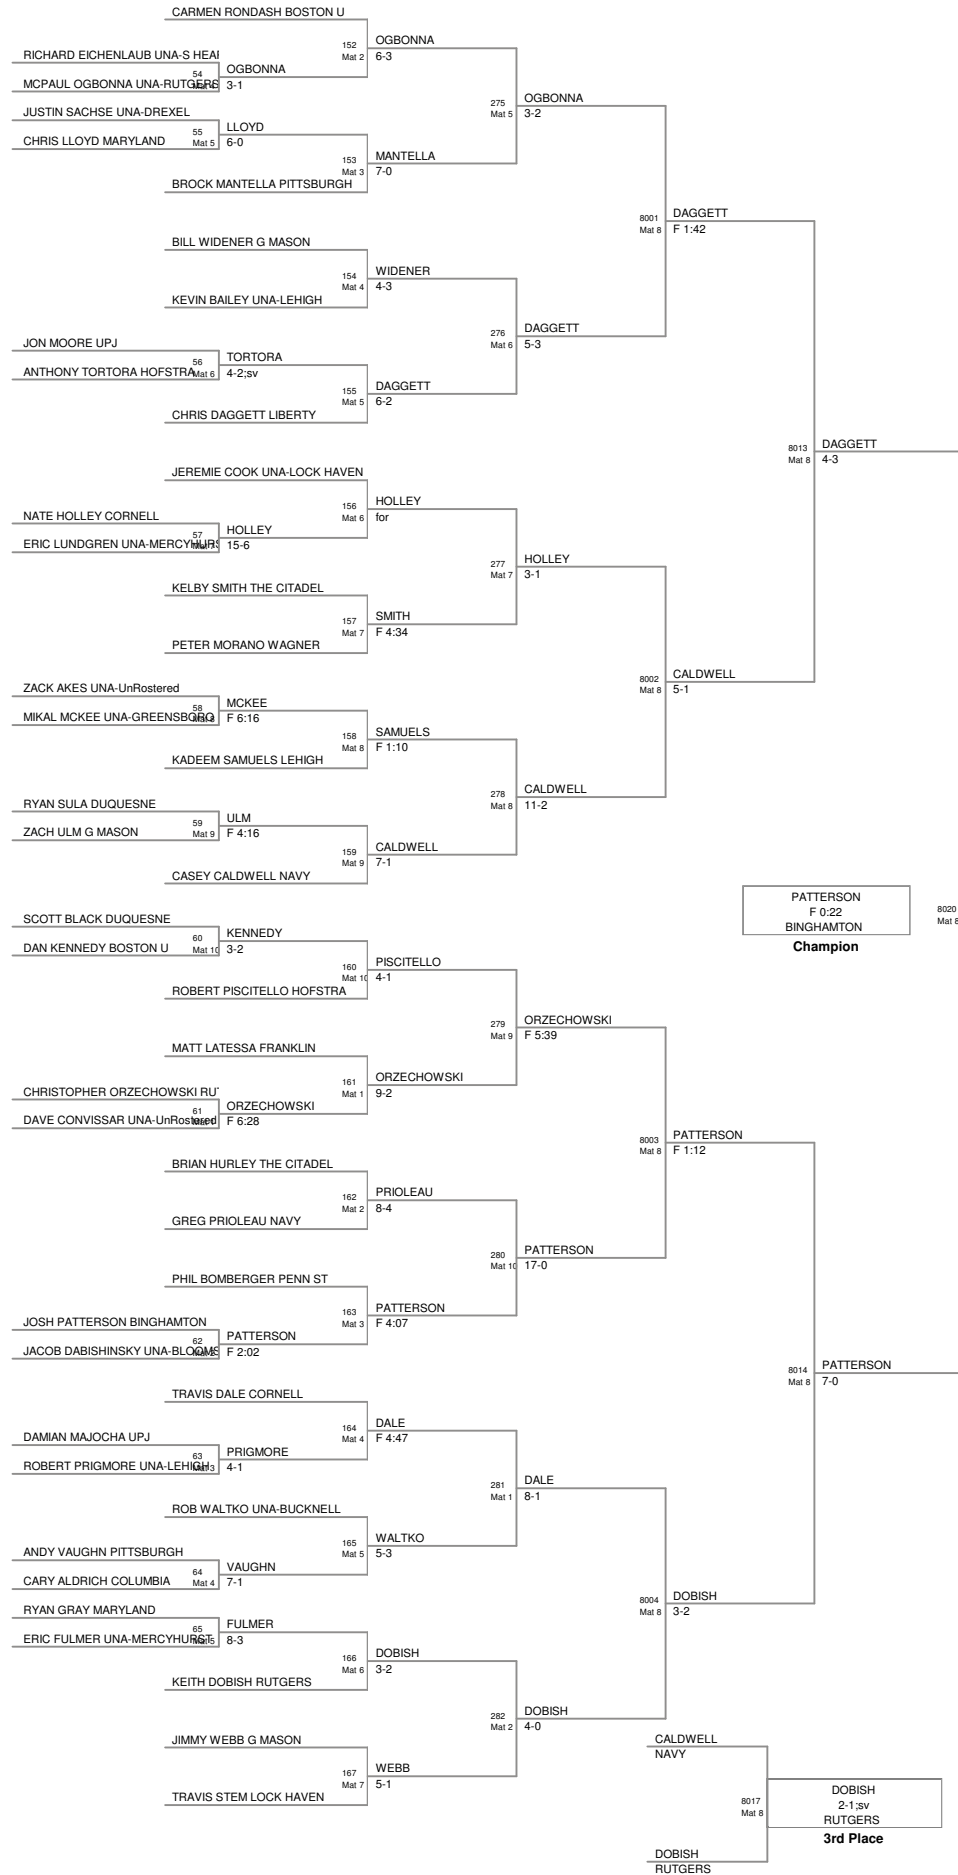 CARMEN RONDASH BOSTON U
152
Mat 2
OGBONNA
6-3
RICHARD EICHENLAUB UNA-S HEAR
54
OGBONNA
MCPAUL OGBONNA UNA-RUTGERS
3-1
275
Mat 5
OGBONNA
3-2
JUSTIN SACHSE UNA-DREXEL
55
Mat 5
LLOYD
6-0
CHRIS LLOYD MARYLAND
153
Mat 3
MANTELLA
7-0
BROCK MANTELLA PITTSBURGH
8001
Mat 8
DAGGETT
F 1:42
BILL WIDENER G MASON
154
Mat 4
WIDENER
4-3
KEVIN BAILEY UNA-LEHIGH
276
Mat 6
DAGGETT
5-3
JON MOORE UPJ
56
Mat 6
TORTORA
4-2;sv
ANTHONY TORTORA HOFSTRA
155
Mat 5
DAGGETT
6-2
CHRIS DAGGETT LIBERTY
8013
Mat 8
DAGGETT
4-3
JEREMIE COOK UNA-LOCK HAVEN
156
Mat 6
HOLLEY
for
NATE HOLLEY CORNELL
57
HOLLEY
ERIC LUNDGREN UNA-MERCYHURS
15-6
277
Mat 7
HOLLEY
3-1
KELBY SMITH THE CITADEL
157
Mat 7
SMITH
F 4:34
PETER MORANO WAGNER
8002
Mat 8
CALDWELL
5-1
ZACK AKES UNA-UnRostered
58
MCKEE
MIKAL MCKEE UNA-GREENSBORO
F 6:16
158
Mat 8
SAMUELS
F 1:10
KADEEM SAMUELS LEHIGH
278
Mat 8
CALDWELL
11-2
RYAN SULA DUQUESNE
59
Mat 9
ULM
F 4:16
ZACH ULM G MASON
159
Mat 9
CALDWELL
7-1
CASEY CALDWELL NAVY
PATTERSON
F 0:22
BINGHAMTON
Champion
8020
Mat 8
SCOTT BLACK DUQUESNE
60
Mat 10
KENNEDY
3-2
DAN KENNEDY BOSTON U
160
Mat 10
PISCITELLO
4-1
ROBERT PISCITELLO HOFSTRA
279
Mat 9
ORZECHOWSKI
F 5:39
MATT LATESSA FRANKLIN
161
Mat 1
ORZECHOWSKI
9-2
CHRISTOPHER ORZECHOWSKI RUT
61
ORZECHOWSKI
DAVE CONVISSAR UNA-UnRostered
F 6:28
8003
Mat 8
PATTERSON
F 1:12
BRIAN HURLEY THE CITADEL
162
Mat 2
PRIOLEAU
8-4
GREG PRIOLEAU NAVY
280
Mat 10
PATTERSON
17-0
PHIL BOMBERGER PENN ST
163
Mat 3
PATTERSON
F 4:07
JOSH PATTERSON BINGHAMTON
62
PATTERSON
JACOB DABISHINSKY UNA-BLOOMS
F 2:02
8014
Mat 8
PATTERSON
7-0
TRAVIS DALE CORNELL
164
Mat 4
DALE
F 4:47
DAMIAN MAJOCHA UPJ
63
Mat 3
PRIGMORE
ROBERT PRIGMORE UNA-LEHIGH
4-1
281
Mat 1
DALE
8-1
ROB WALTKO UNA-BUCKNELL
165
Mat 5
WALTKO
5-3
ANDY VAUGHN PITTSBURGH
64
Mat 4
VAUGHN
7-1
CARY ALDRICH COLUMBIA
8004
Mat 8
DOBISH
3-2
RYAN GRAY MARYLAND
65
FULMER
ERIC FULMER UNA-MERCYHURST
8-3
166
Mat 6
DOBISH
3-2
KEITH DOBISH RUTGERS
282
Mat 2
DOBISH
4-0
JIMMY WEBB G MASON
167
Mat 7
WEBB
5-1
TRAVIS STEM LOCK HAVEN
CALDWELL
NAVY
8017
Mat 8
DOBISH
2-1;sv
RUTGERS
3rd Place
DOBISH
RUTGERS